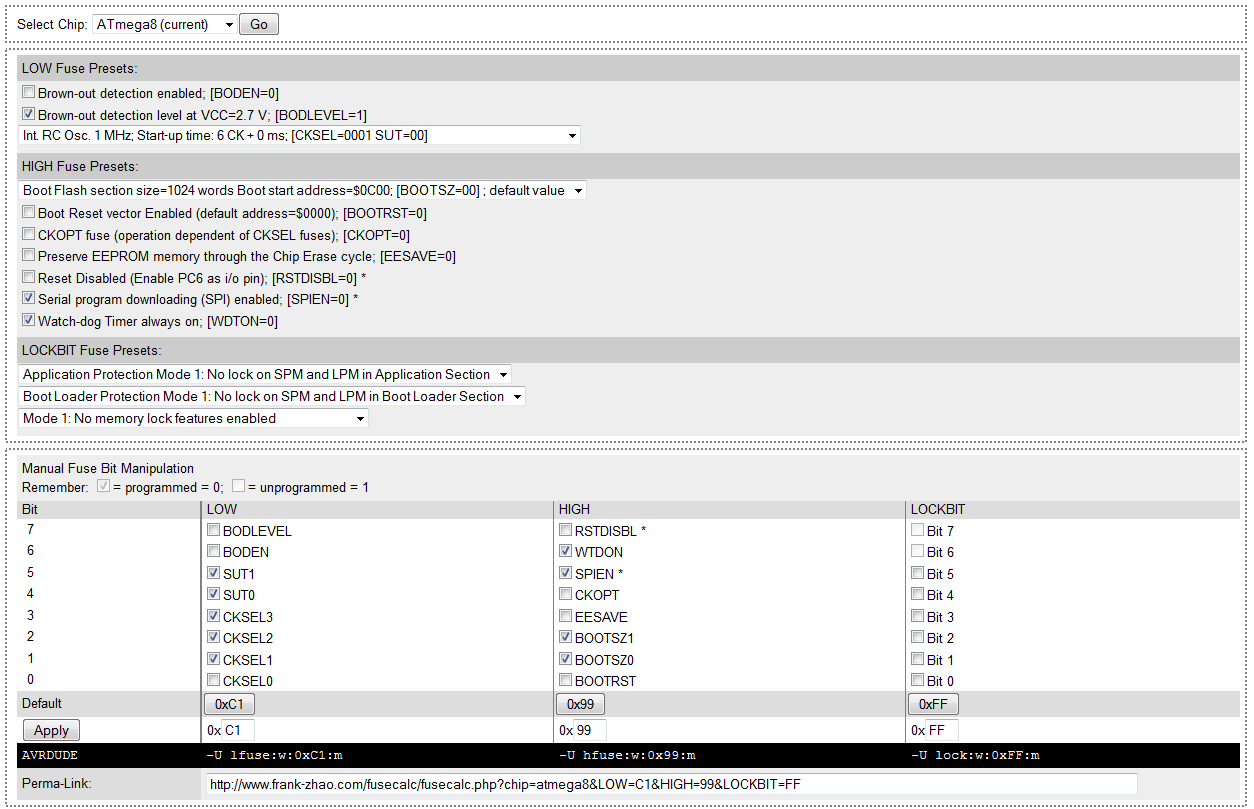 Select Chip: ATmega8 (current) Go
LOW Fuse Presets:
Brown-out detection enabled; [BODEN=0]
Brown-out detection level at VCC=2.7 V; [BODLEVEL=1]
Int. RC Osc. 1 MHz; Start-up time: 6 CK + 0 ms; [CKSEL=0001 SUT=00]
HIGH Fuse Presets:
Boot Flash section size=1024 words Boot start address=$0C00; [BOOTSZ=00] ; default value
Boot Reset vector Enabled (default address=$0000); [BOOTRST=0]
CKOPT fuse (operation dependent of CKSEL fuses); [CKOPT=0]
Preserve EEPROM memory through the Chip Erase cycle; [EESAVE=0]
Reset Disabled (Enable PC6 as i/o pin); [RSTDISBL=0] *
Serial program downloading (SPI) enabled; [SPIEN=0] *
Watch-dog Timer always on; [WDTON=0]
LOCKBIT Fuse Presets:
Application Protection Mode 1: No lock on SPM and LPM in Application Section
Boot Loader Protection Mode 1: No lock on SPM and LPM in Boot Loader Section
Mode 1: No memory lock features enabled
Manual Fuse Bit Manipulation
Remember: = programmed = 0; = unprogrammed = 1
Bit LOW HIGH LOCKBIT
7 BODLEVEL RSTDISBL * Bit 7
6 BODEN WTDON Bit 6
5 SUT1 SPIEN * Bit 5
4 SUT0 CKOPT Bit 4
3 CKSEL3 EESAVE Bit 3
2 CKSEL2 BOOTSZ1 Bit 2
1 CKSEL1 BOOTSZ0 Bit 1
0 CKSEL0 BOOTRST Bit 0
Default 0xC1 0x99 0xFF
Apply 0x C1 0x 99 0x FF
AVRDUDE -U lfuse:w:0xC1:m -U hfuse:w:0x99:m -U lock:w:0xFF:m
Perma-Link: http://www.frank-zhao.com/fusecalc/fusecalc.php?chip=atmega8&LOW=C1&HIGH=99&LOCKBIT=FF